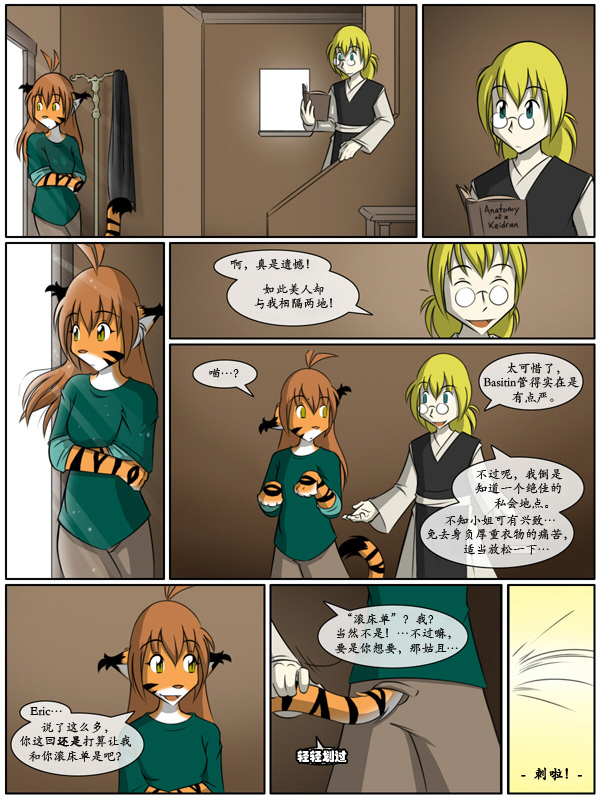 Anatomy
of a
Keidran
啊，真是遗憾！
如此美人却
与我相隔两地！
喵…？
太可惜了，
Basitin管得实在是
有点严。
不过呢，我倒是
知道一个绝佳的
私会地点。
不知小姐可有兴致…
免去身负厚重衣物的痛苦，
适当放松一下…
Eric…
说了这么多，
你这回还是打算让我
和你滚床单是吧？
“滚床单”？我？
当然不是！…不过嘛，
要是你想要，那姑且…
轻轻划过
- 刺啦！-